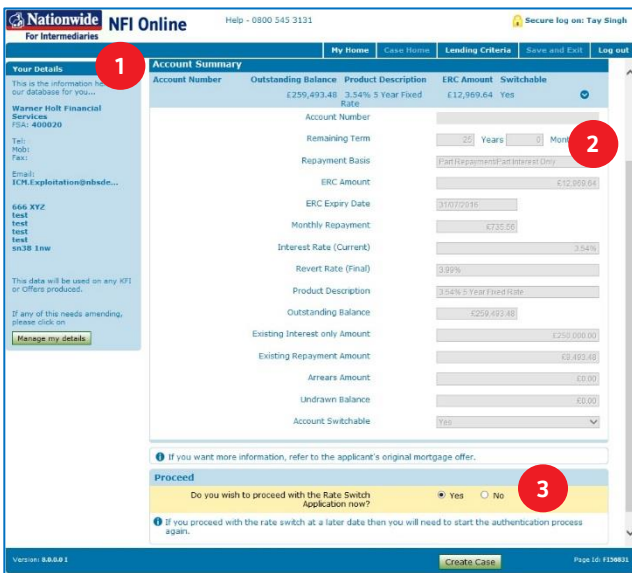 Nationwide
For Intermediaries
NFI Online
Help - 0800 545 3131
Secure log on: Tay Singh
My Home Case Home Lending Criteria Save and Exit Log out
Your Details
This is the information
our database for you...
Warner Holt Financial
Services
FSA: 400020
Tel:
Mob:
Fax:
Email:
ICM.Exploitation@nbsde...
666 XYZ
test
test
test
test
sn38 1nw
This data will be used on any KFI
or Offers produced.
If any of this needs amending,
please click on
Manage my details
1
Account Summary
Account Number Outstanding Balance Product Description ERC Amount Switchable
£259,493.48 3.54% 5 Year Fixed £12,969.64 Yes
Rate
Account Number
Remaining Term 25 Years 0
2
Repayment Basis Part Repayment/Part Interest Only
ERC Amount £12,969.64
ERC Expiry Date 31/07/2016
Monthly Repayment £735.56
Interest Rate (Current) 3.54%
Revert Rate (Final) 3.99%
Product Description 3.54% 5 Year Fixed Rate
Outstanding Balance £259,493.48
Existing Interest only Amount £250,000.00
Existing Repayment Amount £9,493.48
Arrears Amount £0.00
Undrawn Balance £0.00
Account Switchable Yes
If you want more information, refer to the applicant's original mortgage offer.
Proceed
Do you wish to proceed with the Rate Switch Yes No
Application now?
3
If you proceed with the rate switch at a later date then you will need to start the authentication process
again.
Version: 8.0.0.0 1
Create Case
Page Id: F156831